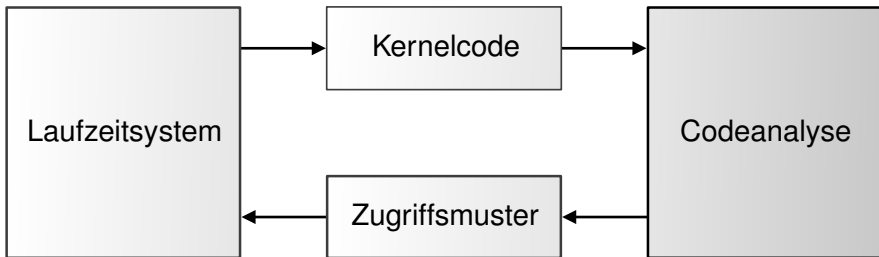 Kernelcode
Laufzeitsystem
Codeanalyse
Zugriffsmuster